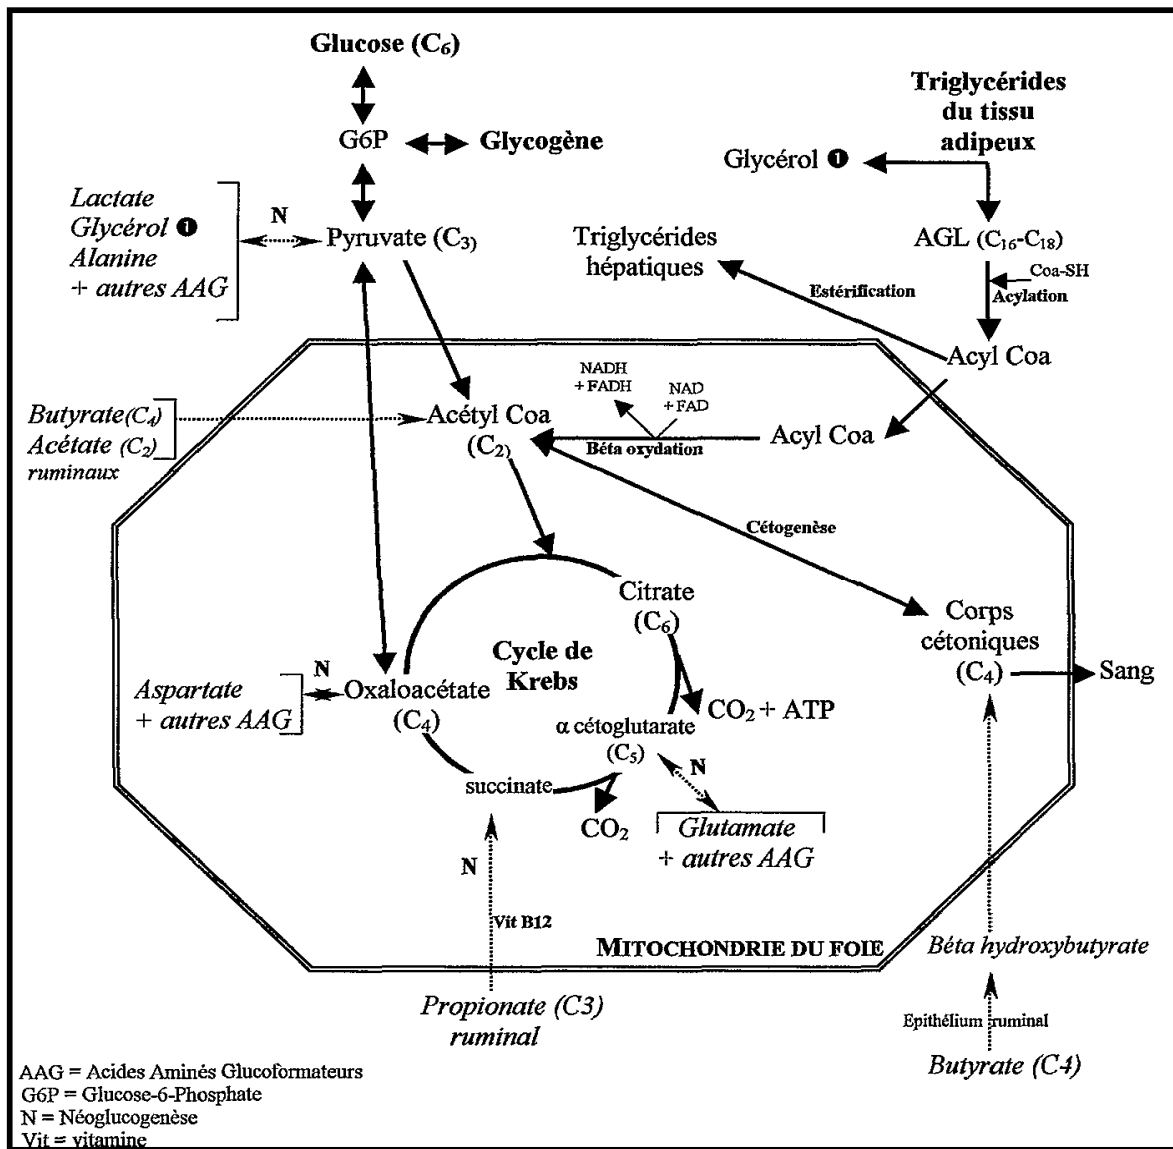 Glucose (C₆)
G6P
Glycogène
Lactate
Glycérol ❶
Alanine
+ autres AAG
N
Pyruvate (C₃)
Triglycérides
du tissu
adipeux
Glycérol ❶
AGL (C₁₆-C₁₈)
Coa-SH
Acylation
Triglycérides
hépatiques
Estérification
Acyl Coa
Butyrate(C₄)
Acétate (C₂)
ruminaux
Acétyl Coa
(C₂)
NADH
+ FADH
NAD
+ FAD
Béta oxydation
Acyl Coa
Cétogenèse
Citrate
(C₆)
Cycle de
Krebs
Corps
cétoniques
(C₄)
Sang
Aspartate
+ autres AAG
N
Oxaloacétate
(C₄)
CO₂ + ATP
α cétoglutarate
(C₅)
N
succinate
CO₂
Glutamate
+ autres AAG
N
Vit B12
MITOCHONDRIE DU FOIE
Béta hydroxybutyrate
Propionate (C3)
ruminal
Epithélium ruminal
Butyrate (C4)
AAG = Acides Aminés Glucoformateurs
G6P = Glucose-6-Phosphate
N = Néoglucogenèse
Vit = vitamine